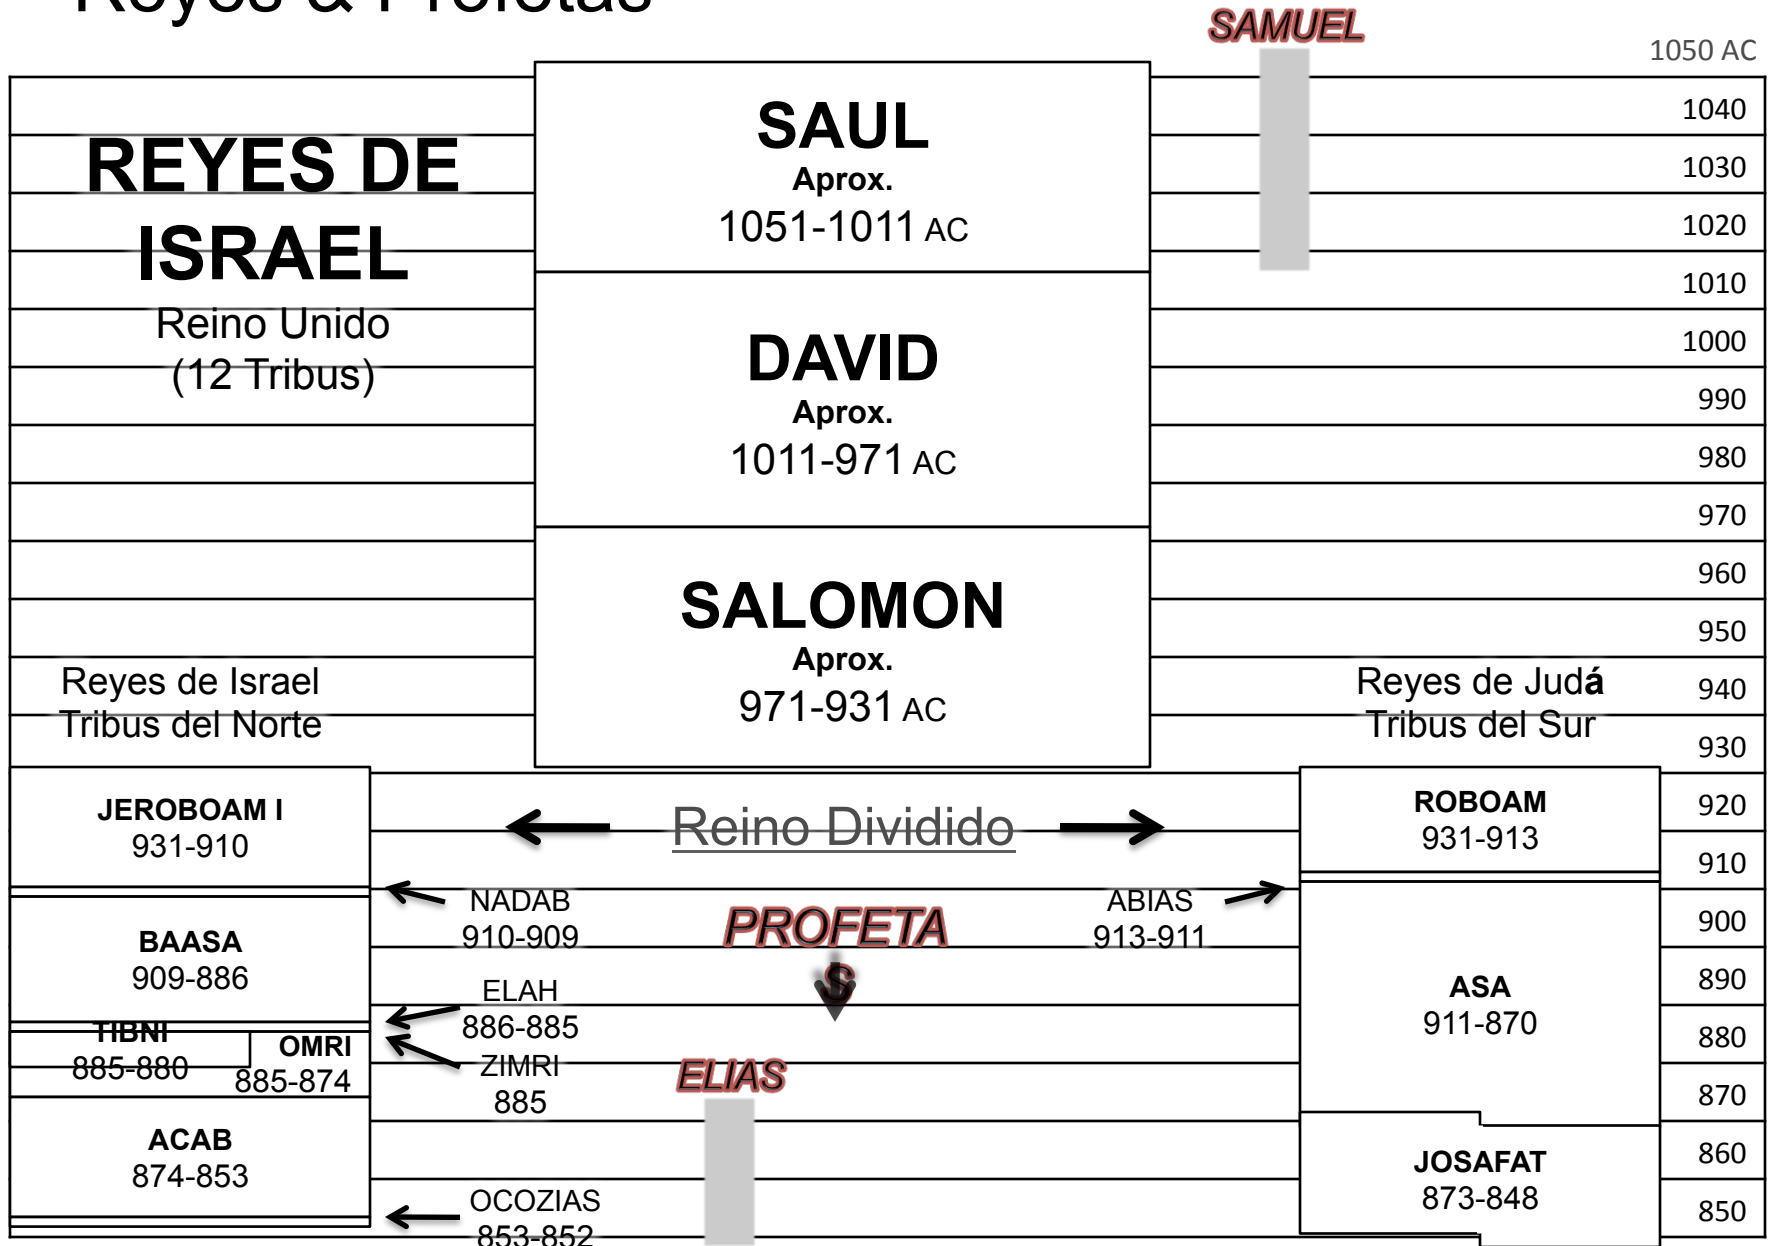 Reyes & Profetas
SAMUEL
1050 AC
1040
1030
1020
1010
1000
990
980
970
960
950
940
930
920
910
900
890
880
870
860
850
REYES DE
ISRAEL
Reino Unido
(12 Tribus)
SAUL
Aprox.
1051-1011 AC
DAVID
Aprox.
1011-971 AC
SALOMON
Aprox.
971-931 AC
Reyes de Israel
Tribus del Norte
Reyes de Judá
Tribus del Sur
Reino Dividido
JEROBOAM I
931-910
NADAB
910-909
BAASA
909-886
ELAH
886-885
ZIMRI
885
TIBNI
885-880
OMRI
885-874
ACAB
874-853
OCOZIAS
853-852
PROFETA
S
ELIAS
ROBOAM
931-913
ABIAS
913-911
ASA
911-870
JOSAFAT
873-848